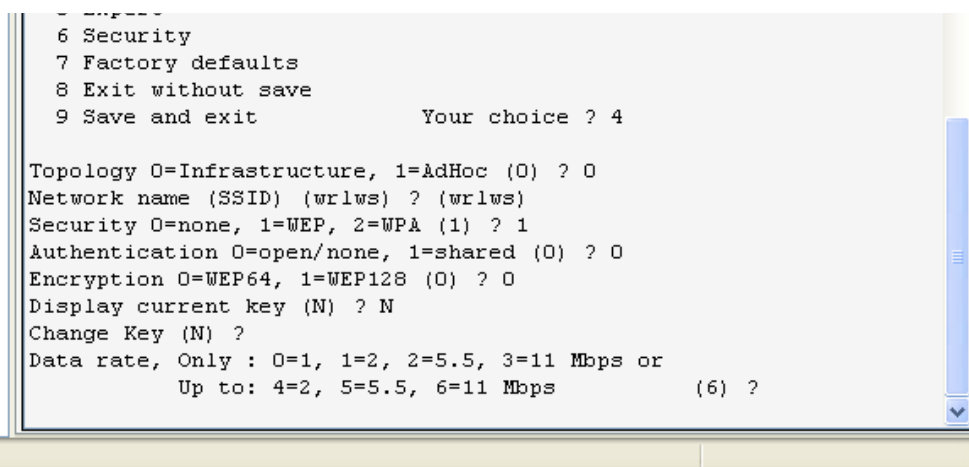 6 Security
7 Factory defaults
8 Exit without save
9 Save and exit Your choice ? 4
Topology 0=Infrastructure, 1=AdHoc (0) ? 0
Network name (SSID) (wrlws) ? (wrlws)
Security 0=none, 1=WEP, 2=WPA (1) ? 1
Authentication 0=open/none, 1=shared (0) ? 0
Encryption 0=WEP64, 1=WEP128 (0) ? 0
Display current key (N) ? N
Change Key (N) ?
Data rate, Only : 0=1, 1=2, 2=5.5, 3=11 Mbps or
Up to: 4=2, 5=5.5, 6=11 Mbps (6) ?